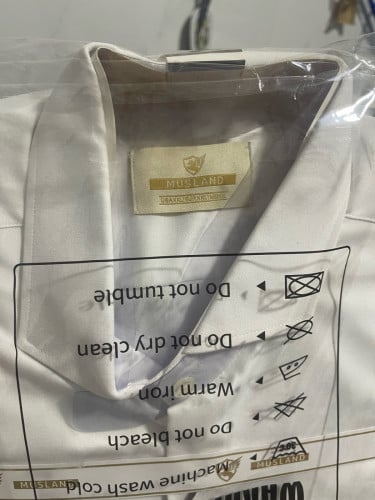 MUSLAND
Machine wash cold
Do not bleach
Warm iron
Do not dry clean
Do not tumble
MUSLAND
MUSLAND